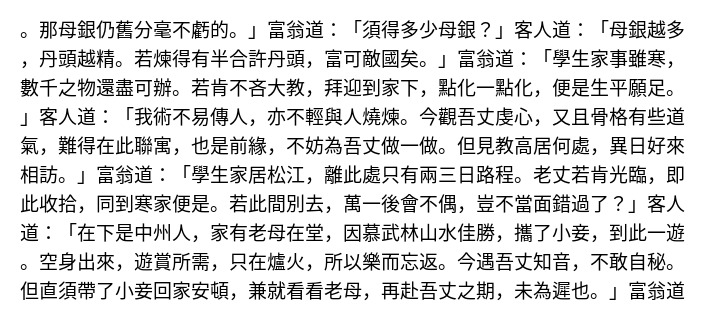 。那母銀仍舊分毫不虧的。」富翁道：「須得多少母銀？」客人道：「母銀越多
，丹頭越精。若煉得有半合許丹頭，富可敵國矣。」富翁道：「學生家事雖寒，
數千之物還盡可辦。若肯不吝大教，拜迎到家下，點化一點化，便是生平願足。
」客人道：「我術不易傳人，亦不輕與人燒煉。今觀吾丈虔心，又且骨格有些道
氣，難得在此聯寓，也是前緣，不妨為吾丈做一做。但見教高居何處，異日好來
相訪。」富翁道：「學生家居松江，離此處只有兩三日路程。老丈若肯光臨，即
此收拾，同到寒家便是。若此間別去，萬一後會不偶，豈不當面錯過了？」客人
道：「在下是中州人，家有老母在堂，因慕武林山水佳勝，攜了小妾，到此一遊
。空身出來，遊賞所需，只在爐火，所以樂而忘返。今遇吾丈知音，不敢自秘。
但直須帶了小妾回家安頓，兼就看看老母，再赴吾丈之期，未為遲也。」富翁道